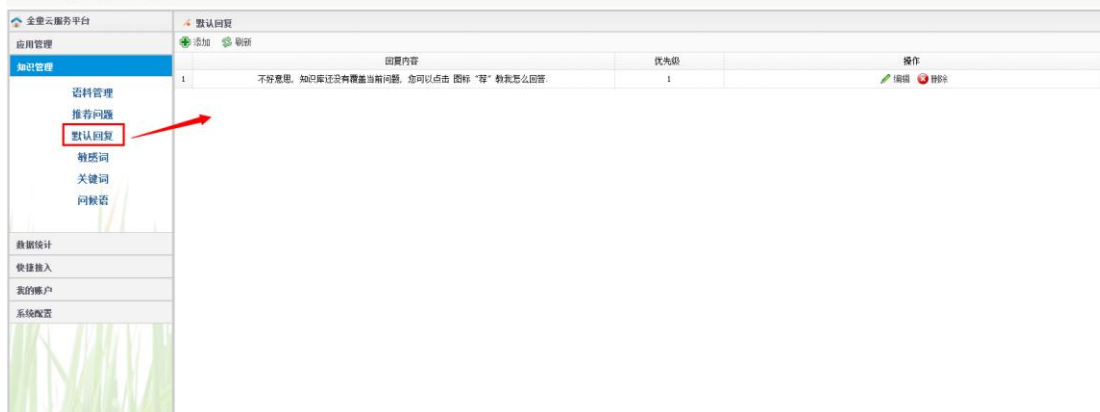 全童云服务平台
应用管理
知识管理
语料管理
推荐问题
默认回复
敏感词
关键词
问候语
数据统计
快捷接入
我的账户
系统配置
默认回复
添加 刷新
回复内容 优先级 操作
1 不好意思，知识库还没有覆盖当前问题，您可以点击 图标 “荐” 教我怎么回答. 1 编辑 删除